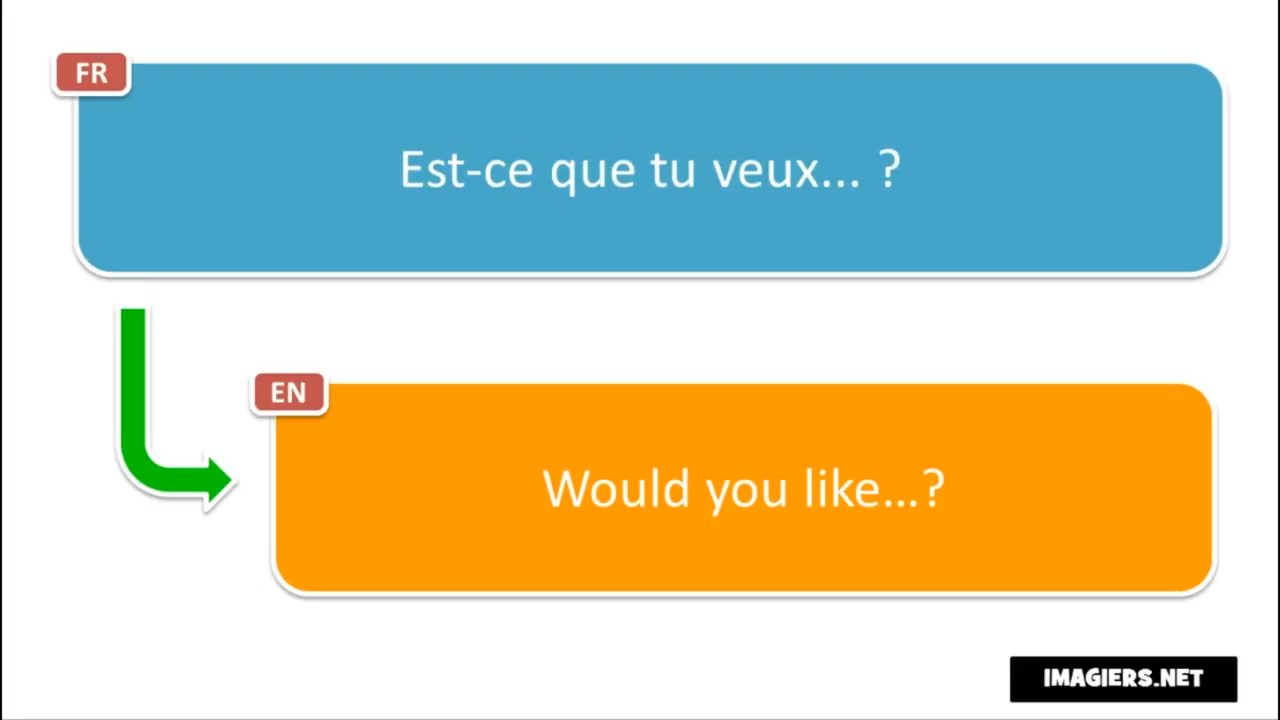 FR
Est-ce que tu veux... ?
EN
Would you like...?
IMAGIERS.NET